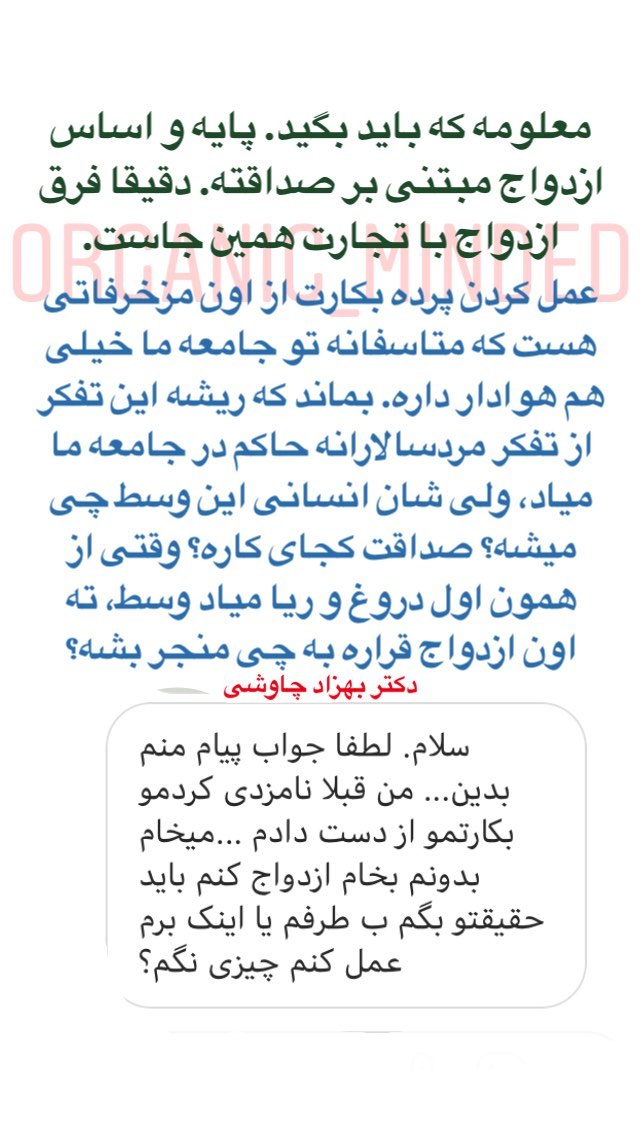 معلومه که باید بگید. پایه و اساس
ازدواج مبتنی بر صداقته. دقیقا فرق
ازدواج با تجارت همین جاست.
ORGANIC_MINDED
عمل کردن پرده بکارت از اون مزخرفاتی
هست که متاسفانه تو جامعه ما خیلی
هم هوادار داره. بماند که ریشه این تفکر
از تفکر مردسالارانه حاکم در جامعه ما
میاد، ولی شان انسانی این وسط چی
میشه؟ صداقت کجای کاره؟ وقتی از
همون اول دروغ و ریا میاد وسط، ته
اون ازدواج قراره به چی منجر بشه؟
دکتر بهزاد چاوشی
سلام. لطفا جواب پیام منم
بدین... من قبلا نامزدی کردمو
بکارتمو از دست دادم ...میخام
بدونم بخام ازدواج کنم باید
حقیقتو بگم ب طرفم یا اینک برم
عمل کنم چیزی نگم؟